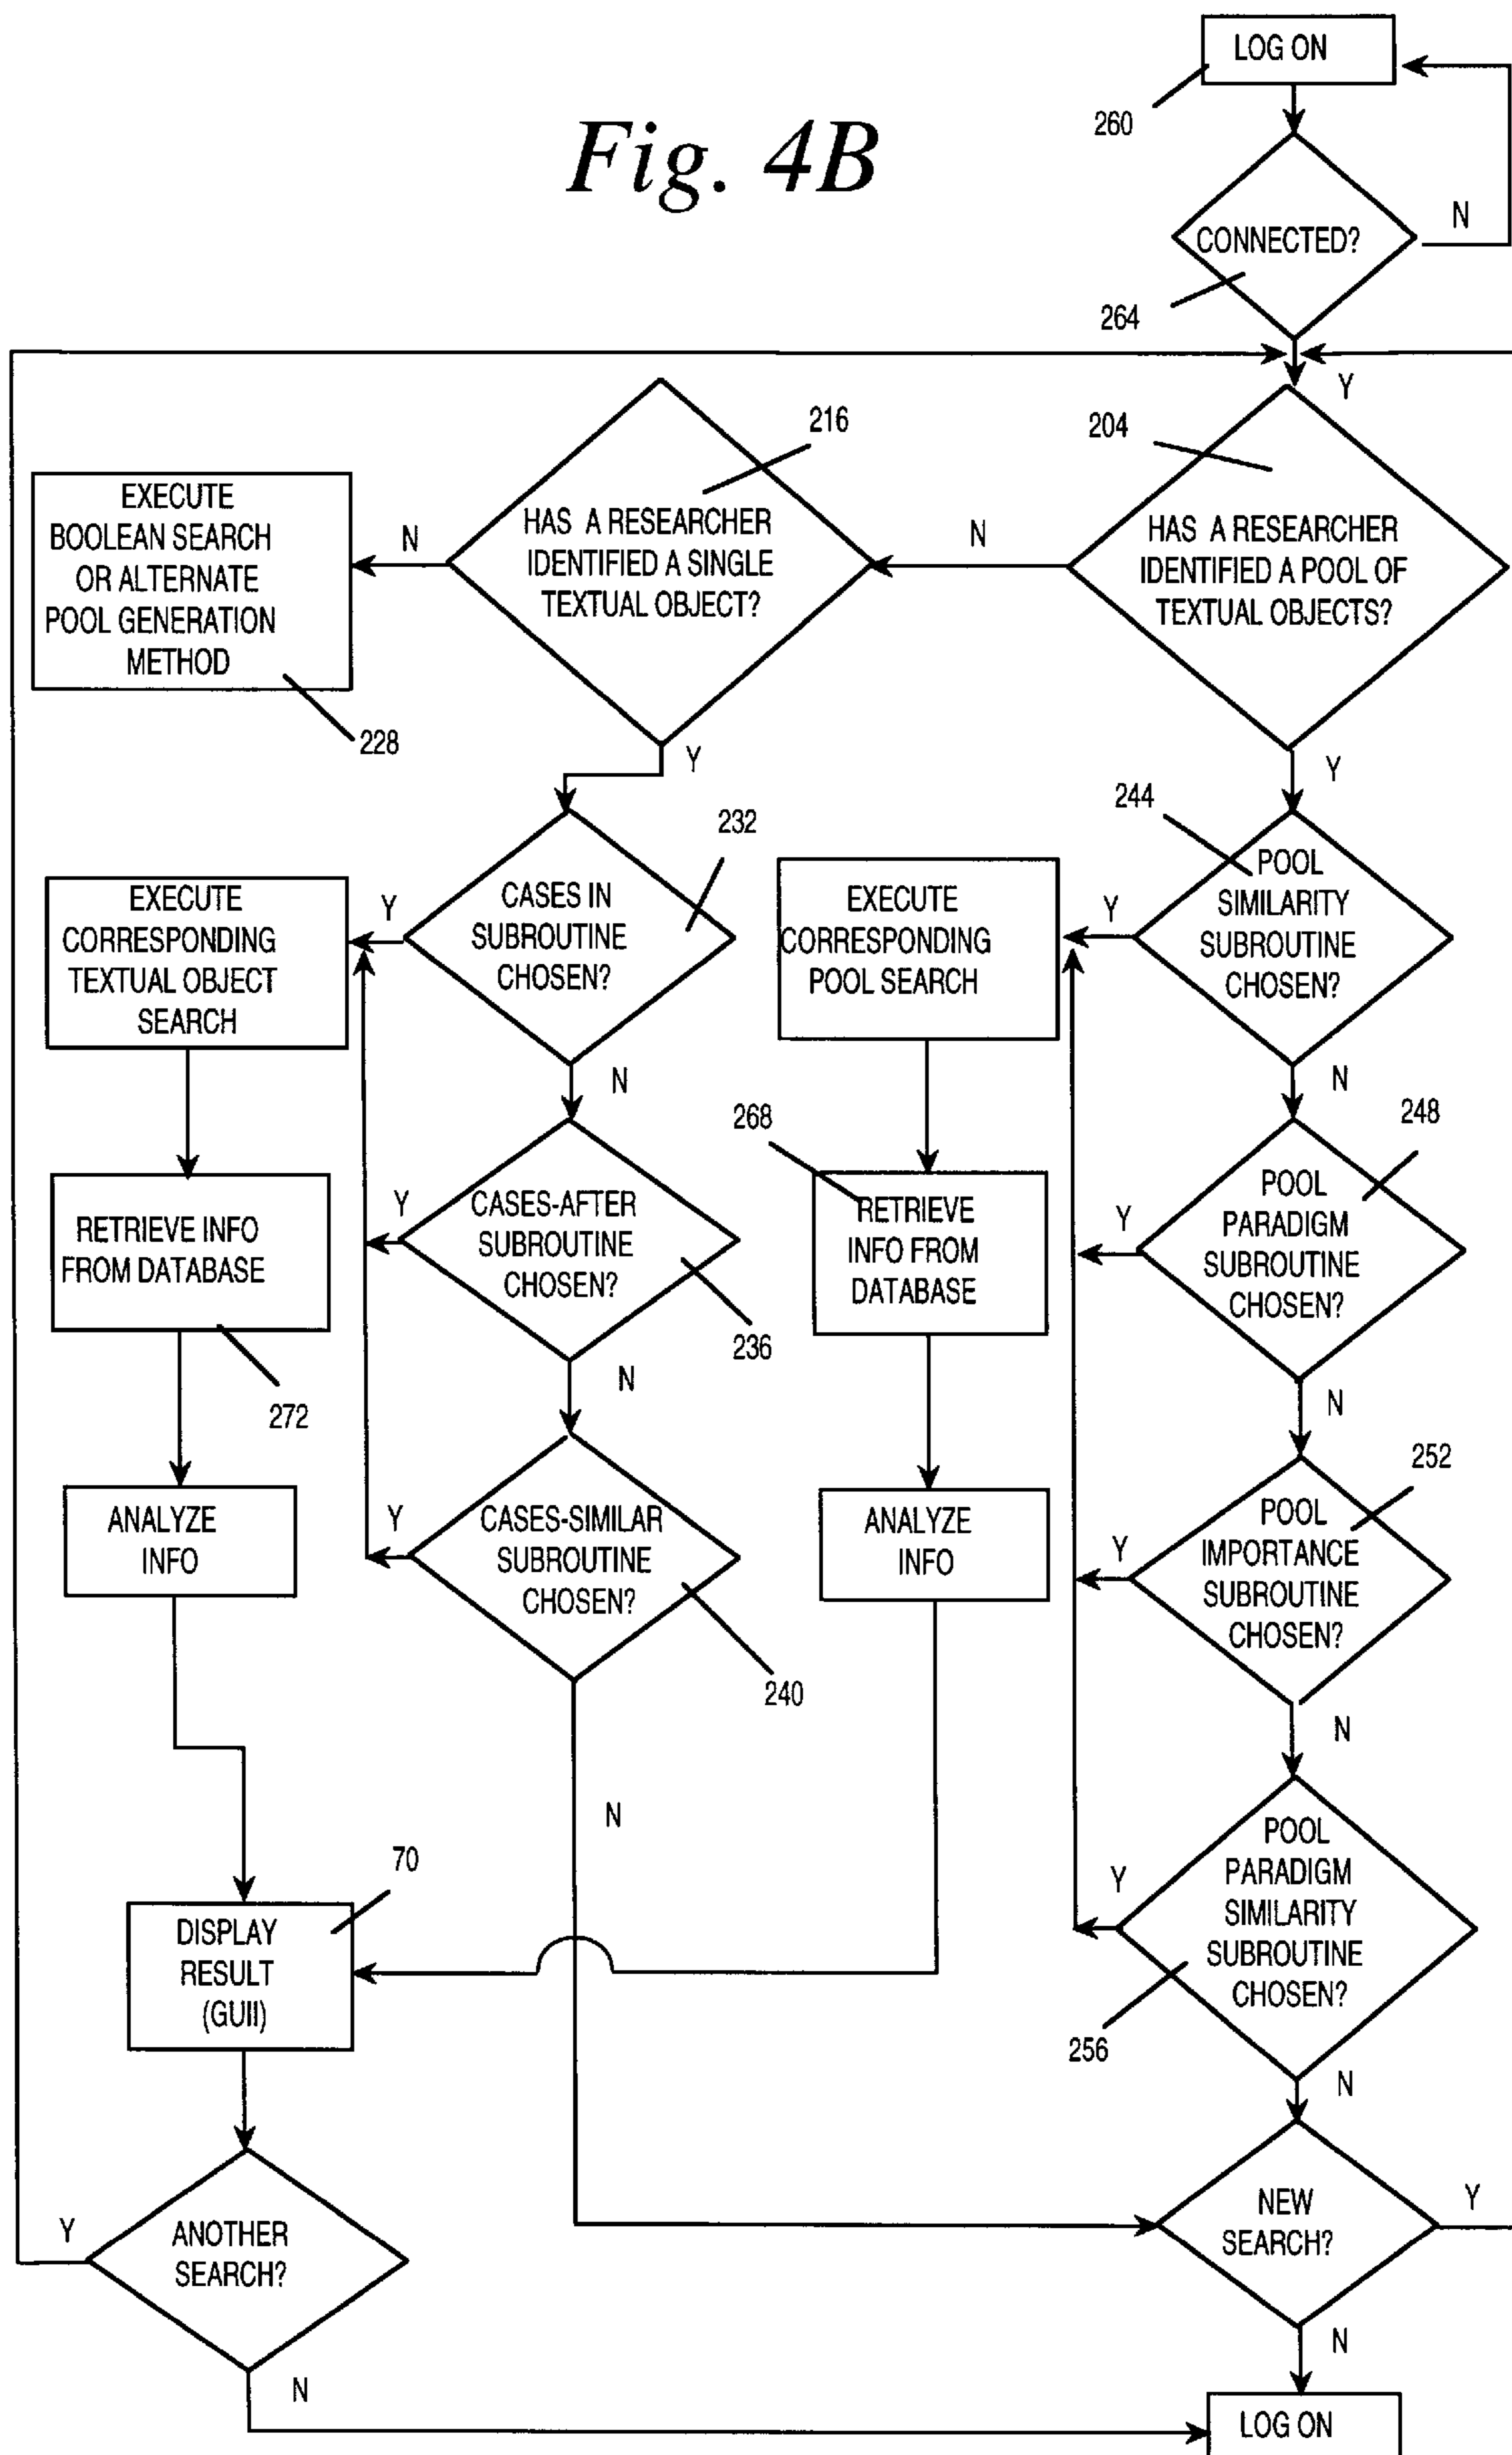 LOG ON
260
Fig. 4B
CONNECTED?
N
264
Y
216
204
EXECUTE
BOOLEAN SEARCH
OR ALTERNATE
POOL GENERATION
METHOD
N
HAS A RESEARCHER
IDENTIFIED A SINGLE
TEXTUAL OBJECT?
N
HAS A RESEARCHER
IDENTIFIED A POOL OF
TEXTUAL OBJECTS?
228
Y
Y
232
244
EXECUTE
CORRESPONDING
TEXTUAL OBJECT
SEARCH
Y
CASES IN
SUBROUTINE
CHOSEN?
EXECUTE
CORRESPONDING
POOL SEARCH
Y
POOL
SIMILARITY
SUBROUTINE
CHOSEN?
N
N
268
248
RETRIEVE INFO
FROM DATABASE
Y
CASES-AFTER
SUBROUTINE
CHOSEN?
RETRIEVE
INFO FROM
DATABASE
Y
POOL
PARADIGM
SUBROUTINE
CHOSEN?
236
272
N
N
252
ANALYZE
INFO
Y
CASES-SIMILAR
SUBROUTINE
CHOSEN?
ANALYZE
INFO
Y
POOL
IMPORTANCE
SUBROUTINE
CHOSEN?
240
N
N
70
DISPLAY
RESULT
(GUII)
Y
POOL
PARADIGM
SIMILARITY
SUBROUTINE
CHOSEN?
256
N
Y
ANOTHER
SEARCH?
NEW
SEARCH?
Y
N
N
LOG ON